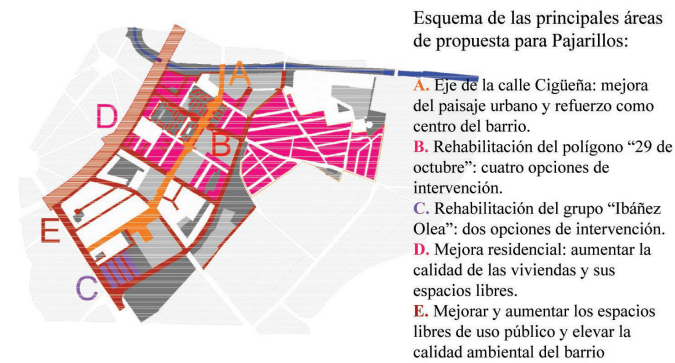 Esquema de las principales áreas
de propuesta para Pajarillos:
A. Eje de la calle Cigüeña: mejora
del paisaje urbano y refuerzo como
centro del barrio.
B. Rehabilitación del polígono “29 de
octubre”: cuatro opciones de
intervención.
C. Rehabilitación del grupo “Ibáñez
Olea”: dos opciones de intervención.
D. Mejora residencial: aumentar la
calidad de las viviendas y sus
espacios libres.
E. Mejorar y aumentar los espacios
libres de uso público y elevar la
calidad ambiental del barrio
A
D
B
E
C